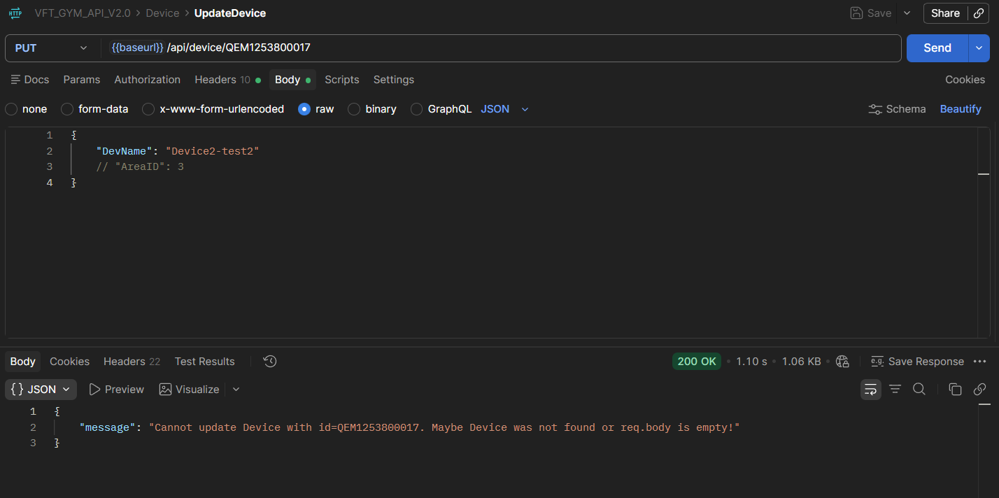 HTTP VFT_GYM_API_V2.0 > Device > UpdateDevice Save Share
PUT {{baseurl}} /api/device/QEM1253800017 Send
Docs Params Authorization Headers 10 Body Scripts Settings Cookies
none form-data x-www-form-urlencoded raw binary GraphQL JSON Schema Beautify
1 {
2 "DevName": "Device2-test2"
3 // "AreaID": 3
4 }
Body Cookies Headers 22 Test Results 200 OK • 1.10 s • 1.06 KB • e.g. Save Response
{} JSON Preview Visualize
1 {
2 "message": "Cannot update Device with id=QEM1253800017. Maybe Device was not found or req.body is empty!"
3 }